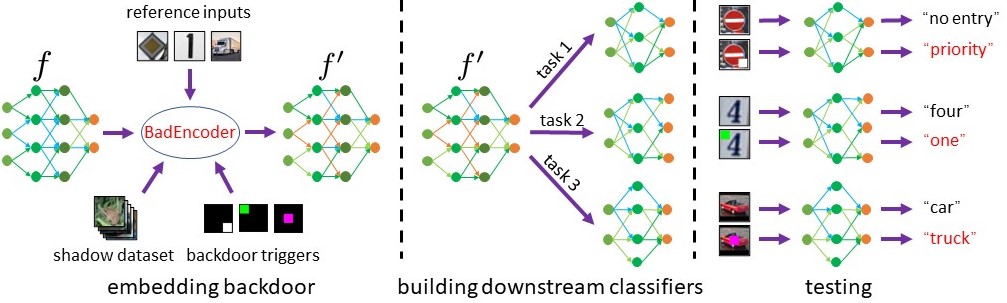 reference inputs
1
f
f′
BadEncoder
shadow dataset
backdoor triggers
embedding backdoor
f′
task 1
task 2
task 3
building downstream classifiers
“no entry”
“priority”
4
“four”
4
“one”
“car”
“truck”
testing